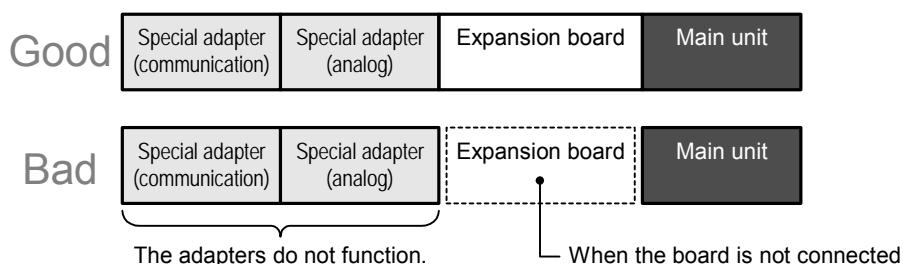 Good
Special adapter
(communication)
Special adapter
(analog)
Expansion board
Main unit
Bad
Special adapter
(communication)
Special adapter
(analog)
Expansion board
Main unit
The adapters do not function.
When the board is not connected